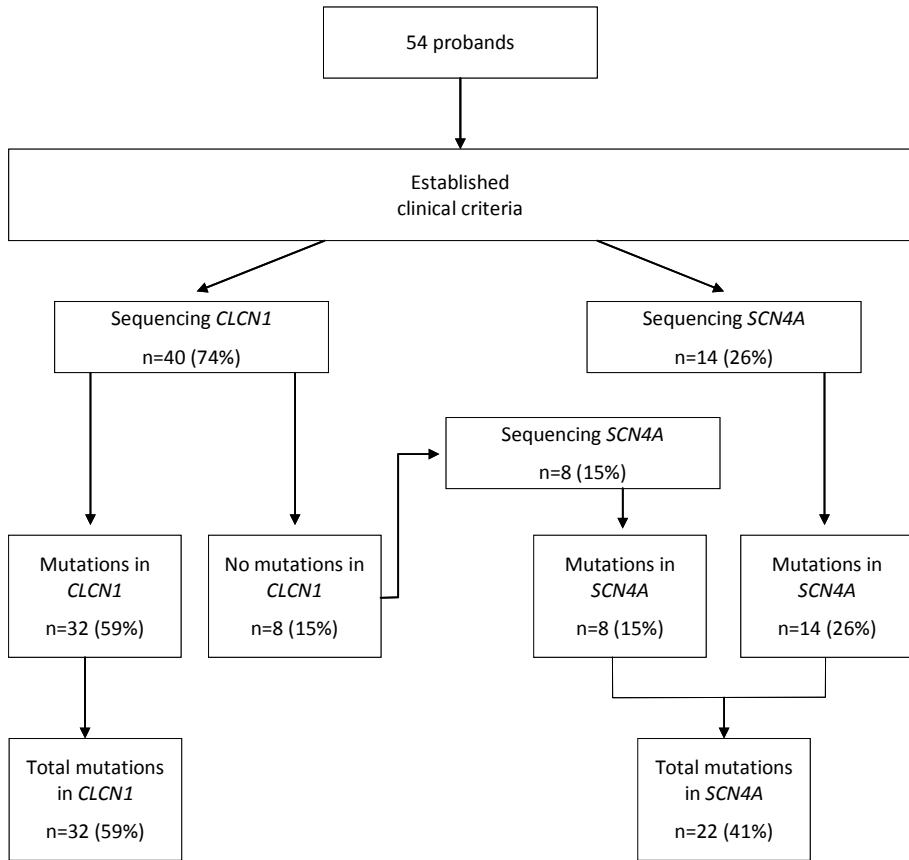 54 probands
Established
clinical criteria
Sequencing CLCN1
n=40 (74%)
Sequencing SCN4A
n=14 (26%)
Sequencing SCN4A
n=8 (15%)
Mutations in
CLCN1
n=32 (59%)
No mutations in
CLCN1
n=8 (15%)
Mutations in
SCN4A
n=8 (15%)
Mutations in
SCN4A
n=14 (26%)
Total mutations
in CLCN1
n=32 (59%)
Total mutations
in SCN4A
n=22 (41%)